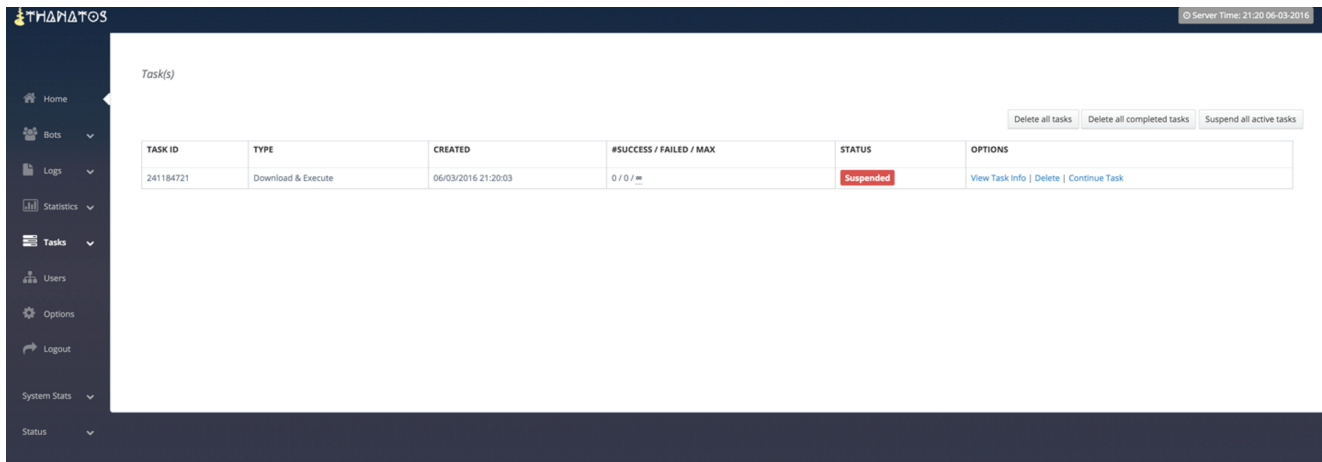 THANATOS
Server Time: 21:20 06-03-2016
Task(s)
Home
Bots
Logs
Statistics
Tasks
Users
Options
Logout
System Stats
Status
Delete all tasks
Delete all completed tasks
Suspend all active tasks
TASK ID TYPE CREATED #SUCCESS / FAILED / MAX STATUS OPTIONS
241184721 Download & Execute 06/03/2016 21:20:03 0 / 0 / ∞ Suspended View Task Info | Delete | Continue Task